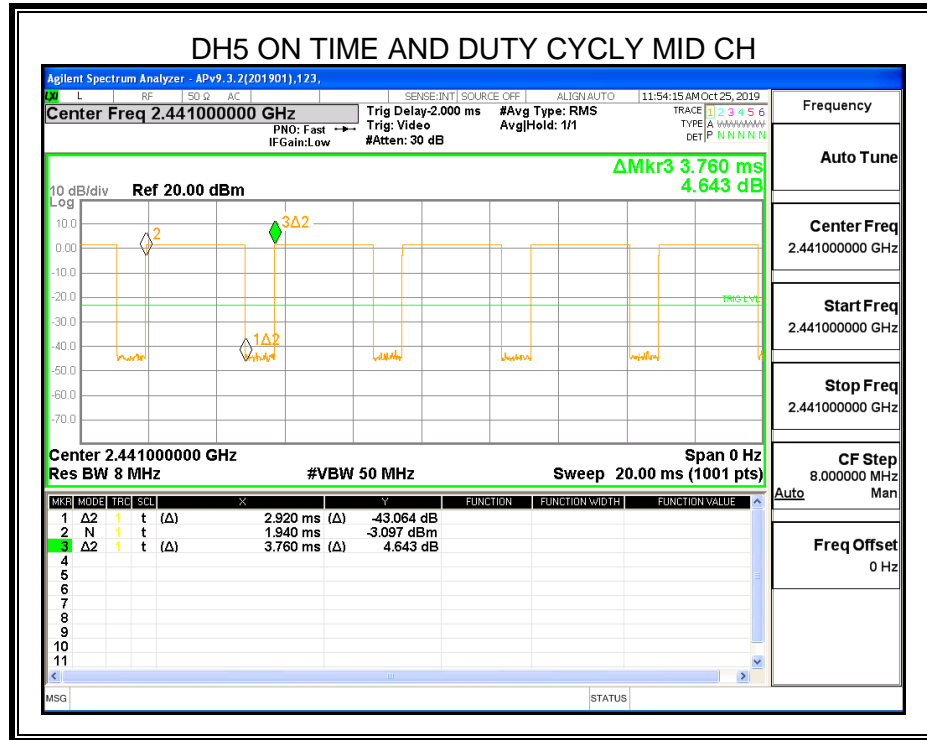 DH5 ON TIME AND DUTY CYCLY MID CH
Agilent Spectrum Analyzer - APv9.3.2(201901),123,
LXI L RF 50 Ω AC SENSE:INT SOURCE OFF ALIGN AUTO 11:54:15 AM Oct 25, 2019
Center Freq 2.441000000 GHz
PNO: Fast
IFGain:Low
Trig Delay-2.000 ms
Trig: Video
#Atten: 30 dB
#Avg Type: RMS
Avg|Hold: 1/1
TRACE 1 2 3 4 5 6
TYPE A
DET P N N N N N
ΔMkr3 3.760 ms
4.643 dB
10 dB/div Ref 20.00 dBm
Log
10.0
0.00
-10.0
-20.0
-30.0
-40.0
-50.0
-60.0
-70.0
2
3Δ2
1Δ2
TRIG LVL
Center 2.441000000 GHz Span 0 Hz
Res BW 8 MHz #VBW 50 MHz Sweep 20.00 ms (1001 pts)
MKR MODE TRC SCL X Y FUNCTION FUNCTION WIDTH FUNCTION VALUE
1 Δ2 1 t (Δ) 2.920 ms (Δ) -43.064 dB
2 N 1 t 1.940 ms -3.097 dBm
3 Δ2 1 t (Δ) 3.760 ms (Δ) 4.643 dB
4
5
6
7
8
9
10
11
MSG STATUS
Frequency
Auto Tune
Center Freq
2.441000000 GHz
Start Freq
2.441000000 GHz
Stop Freq
2.441000000 GHz
CF Step
8.000000 MHz
Auto Man
Freq Offset
0 Hz